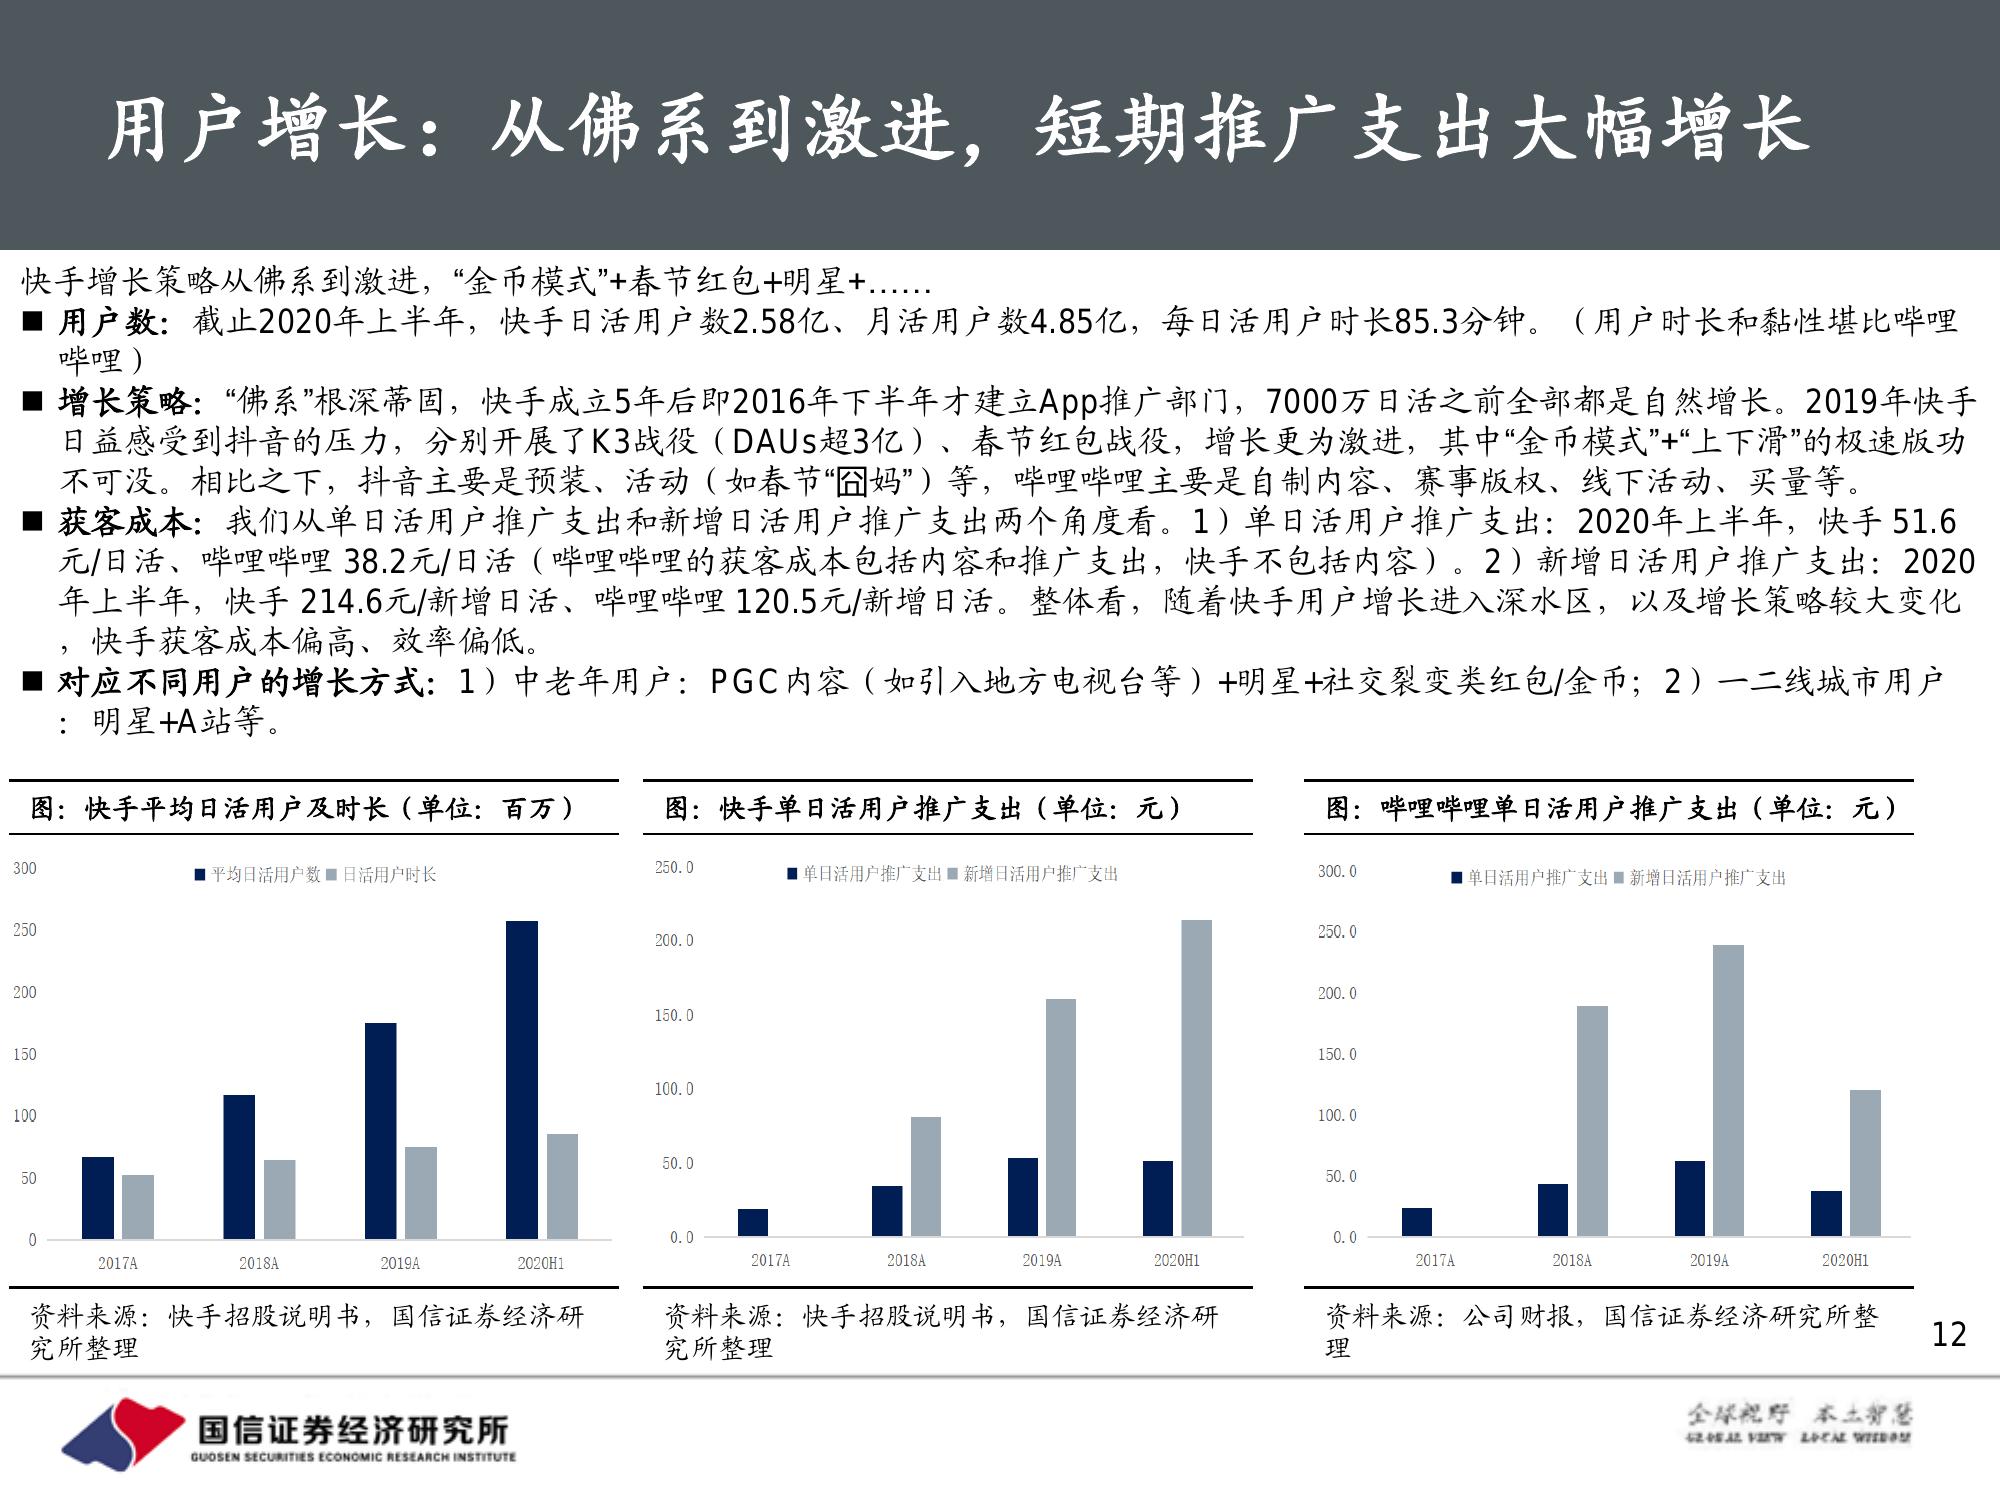 用户增长：从佛系到激进，短期推广支出大幅增长
快手增长策略从佛系到激进，“金币模式”+春节红包+明星+……
■ 用户数：截止2020年上半年，快手日活用户数2.58亿、月活用户数4.85亿，每日活用户时长85.3分钟。（用户时长和黏性堪比哔哩
哔哩）
■ 增长策略：“佛系”根深蒂固，快手成立5年后即2016年下半年才建立App推广部门，7000万日活之前全部都是自然增长。2019年快手
日益感受到抖音的压力，分别开展了K3战役（DAUs超3亿）、春节红包战役，增长更为激进，其中“金币模式”+“上下滑”的极速版功
不可没。相比之下，抖音主要是预装、活动（如春节“囧妈”）等，哔哩哔哩主要是自制内容、赛事版权、线下活动、买量等。
■ 获客成本：我们从单日活用户推广支出和新增日活用户推广支出两个角度看。1）单日活用户推广支出：2020年上半年，快手 51.6
元/日活、哔哩哔哩 38.2元/日活（哔哩哔哩的获客成本包括内容和推广支出，快手不包括内容）。2）新增日活用户推广支出：2020
年上半年，快手 214.6元/新增日活、哔哩哔哩 120.5元/新增日活。整体看，随着快手用户增长进入深水区，以及增长策略较大变化
，快手获客成本偏高、效率偏低。
■ 对应不同用户的增长方式：1）中老年用户：PGC内容（如引入地方电视台等）+明星+社交裂变类红包/金币；2）一二线城市用户
：明星+A站等。
图：快手平均日活用户及时长（单位：百万）
平均日活用户数 日活用户时长
300
250
200
150
100
50
0
2017A 2018A 2019A 2020H1
资料来源：快手招股说明书，国信证券经济研
究所整理
图：快手单日活用户推广支出（单位：元）
单日活用户推广支出 新增日活用户推广支出
250.0
200.0
150.0
100.0
50.0
0.0
2017A 2018A 2019A 2020H1
资料来源：快手招股说明书，国信证券经济研
究所整理
图：哔哩哔哩单日活用户推广支出（单位：元）
单日活用户推广支出 新增日活用户推广支出
300.0
250.0
200.0
150.0
100.0
50.0
0.0
2017A 2018A 2019A 2020H1
资料来源：公司财报，国信证券经济研究所整
理
12
国信证券经济研究所
GUOSEN SECURITIES ECONOMIC RESEARCH INSTITUTE
全球视野 本土智慧
GLOBAL VIEW LOCAL WISDOM